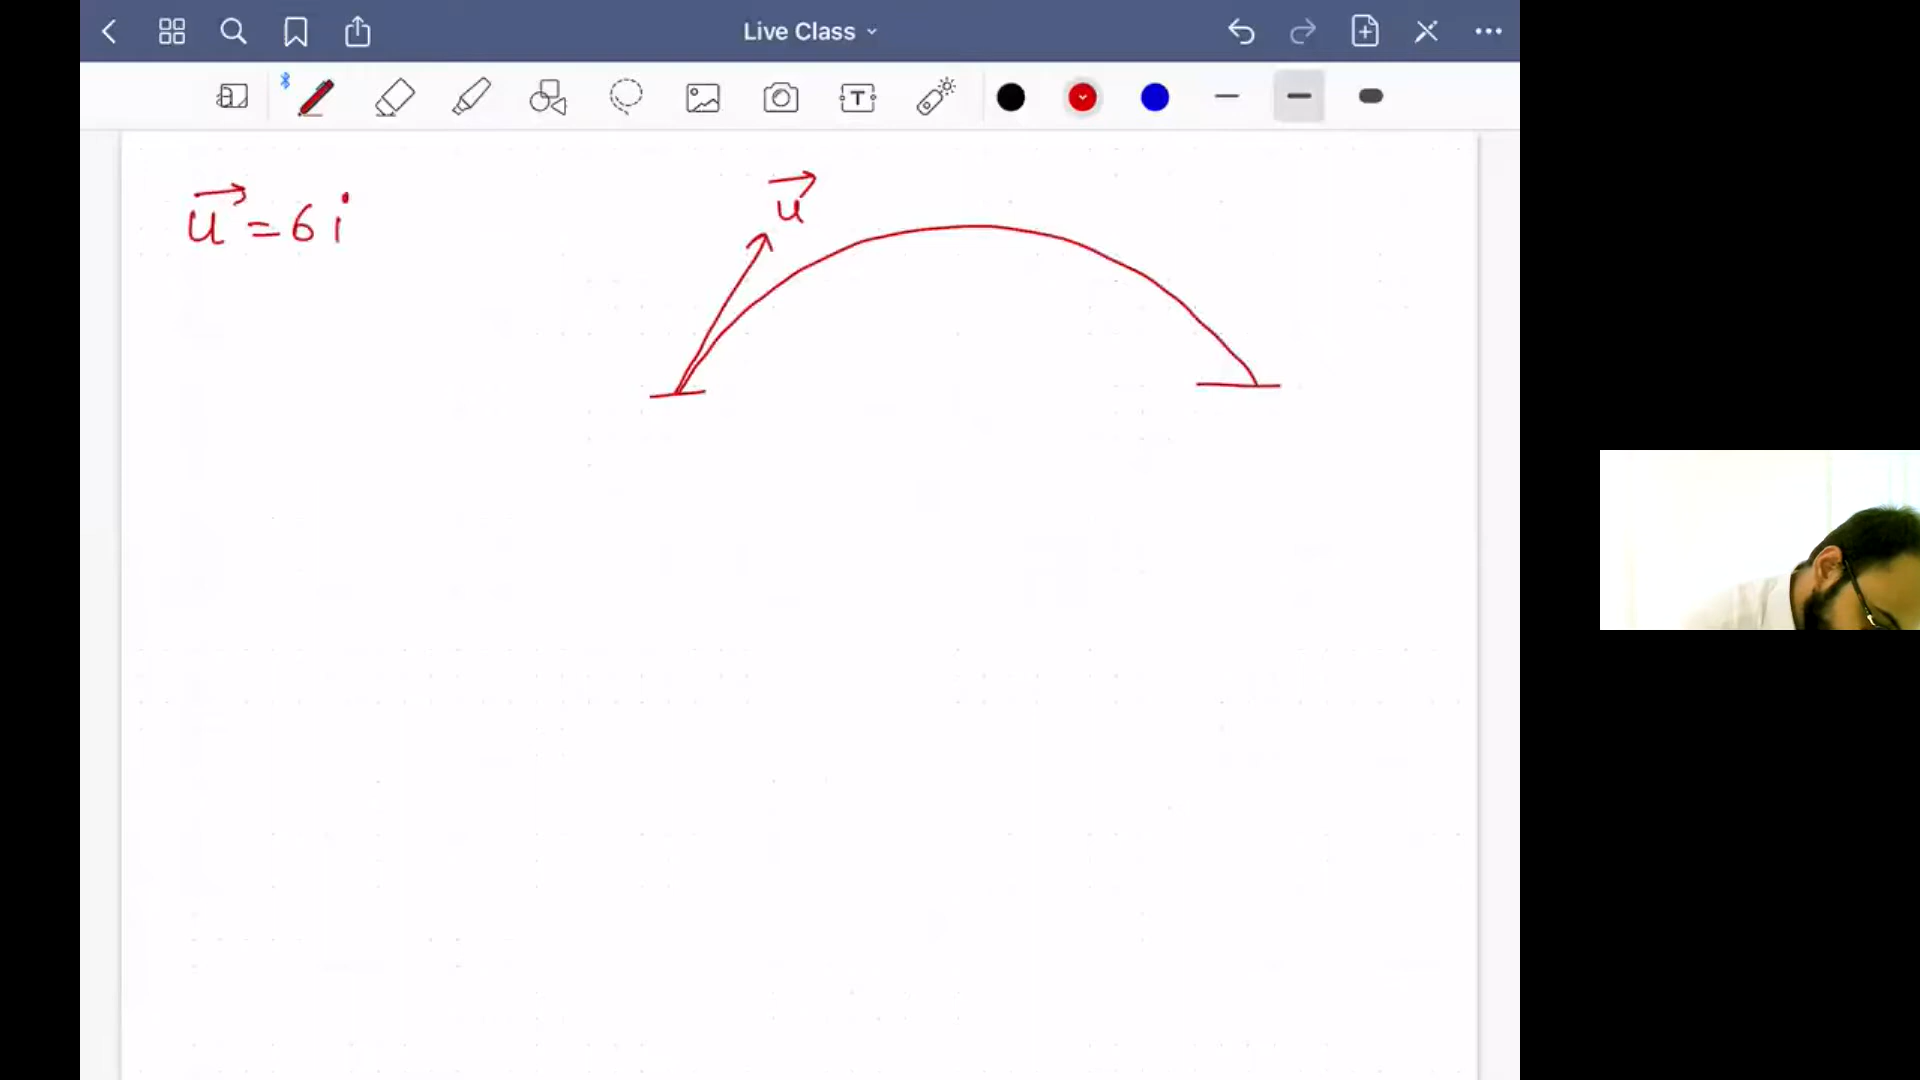 Live Class
T
u⃗ = 6 i
u⃗